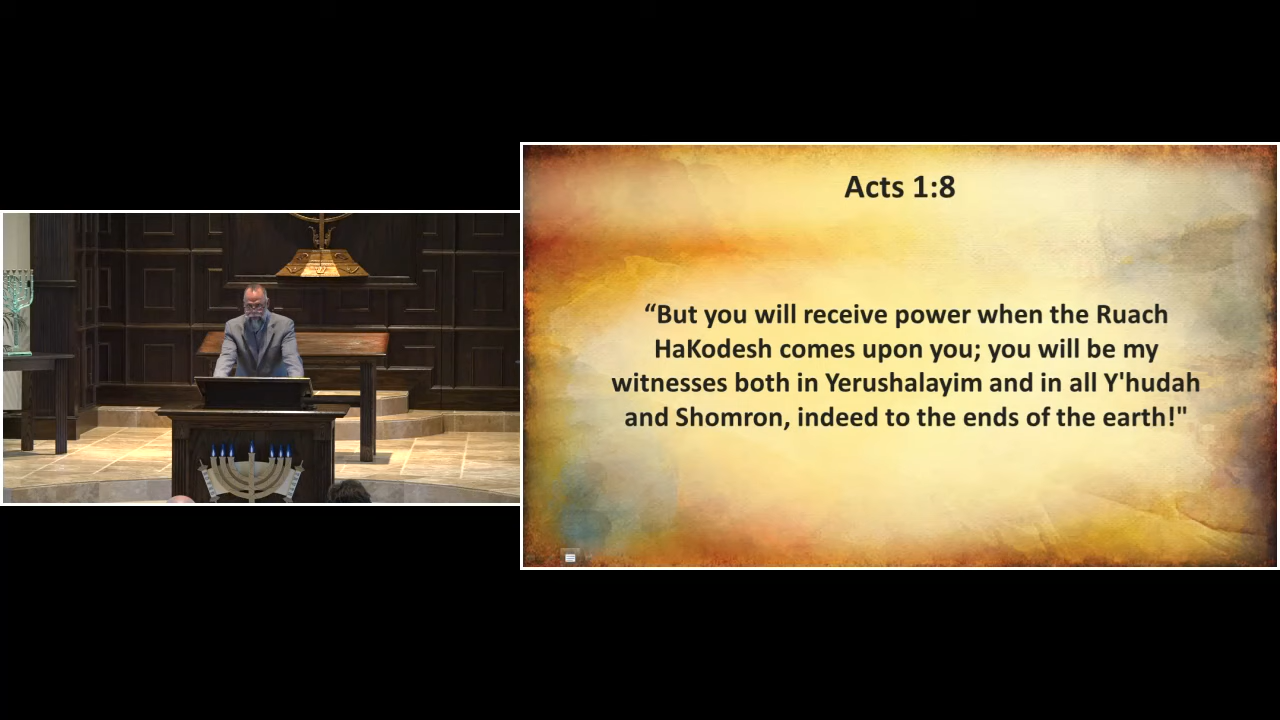 Acts 1:8
“But you will receive power when the Ruach
HaKodesh comes upon you; you will be my
witnesses both in Yerushalayim and in all Y'hudah
and Shomron, indeed to the ends of the earth!"